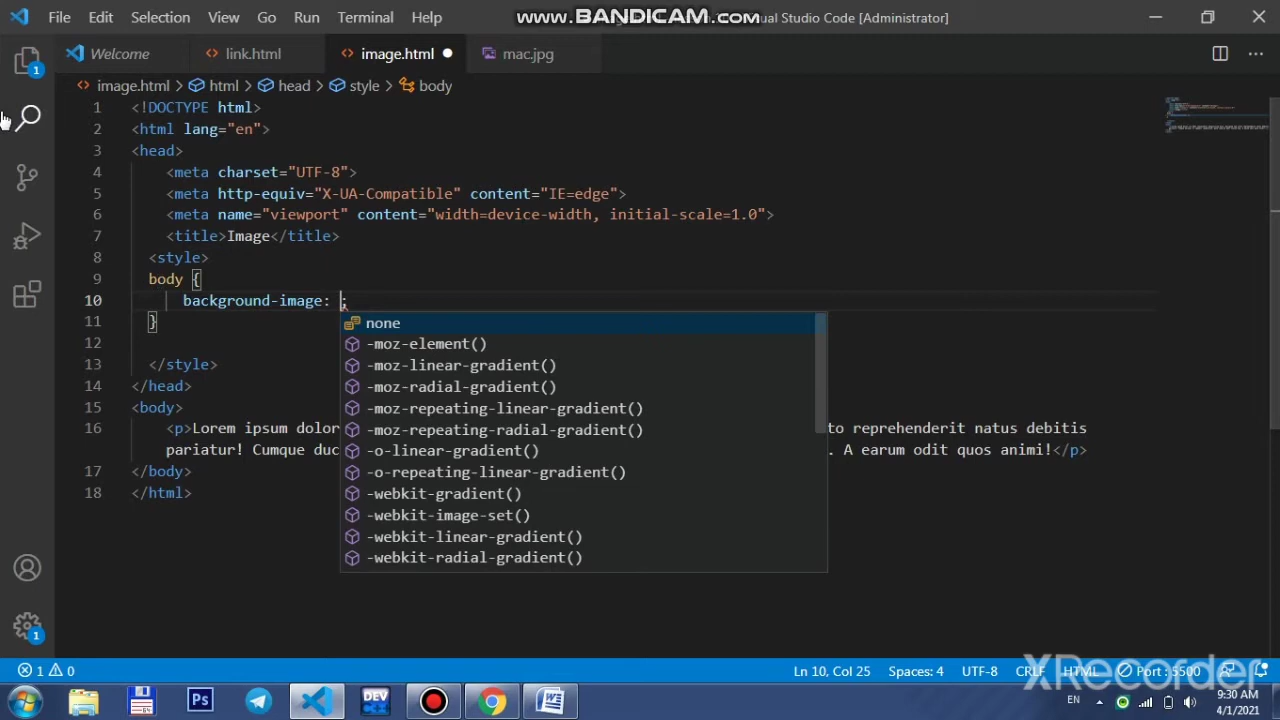 File Edit Selection View Go Run Terminal Help www.BANDICAM.com ual Studio Code [Administrator]
Welcome link.html image.html mac.jpg
image.html html head style body
1 <!DOCTYPE html>
2 <html lang="en">
3 <head>
4 <meta charset="UTF-8">
5 <meta http-equiv="X-UA-Compatible" content="IE=edge">
6 <meta name="viewport" content="width=device-width, initial-scale=1.0">
7 <title>Image</title>
8 <style>
9 body {
10 background-image: ;
11 }
none
12
-moz-element()
13 </style>
-moz-linear-gradient()
14 </head>
-moz-radial-gradient()
15 <body>
-moz-repeating-linear-gradient()
16 <p>Lorem ipsum dolor to reprehenderit natus debitis
-moz-repeating-radial-gradient()
pariatur! Cumque duc . A earum odit quos animi!</p>
-o-linear-gradient()
17 </body>
-o-repeating-linear-gradient()
18 </html>
-webkit-gradient()
-webkit-image-set()
-webkit-linear-gradient()
-webkit-radial-gradient()
1
1
1 0 Ln 10, Col 25 Spaces: 4 UTF-8 CRLF HTML Port: 5500
XRecorder
Ps DEV EN 9:30 AM
4/1/2021